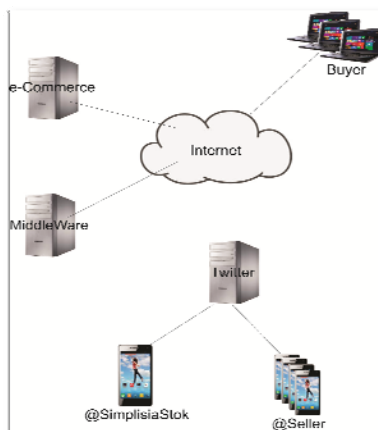 Buyer
e-Commerce
Internet
MiddleWare
Twitter
@SimplisiaStok
@Seller